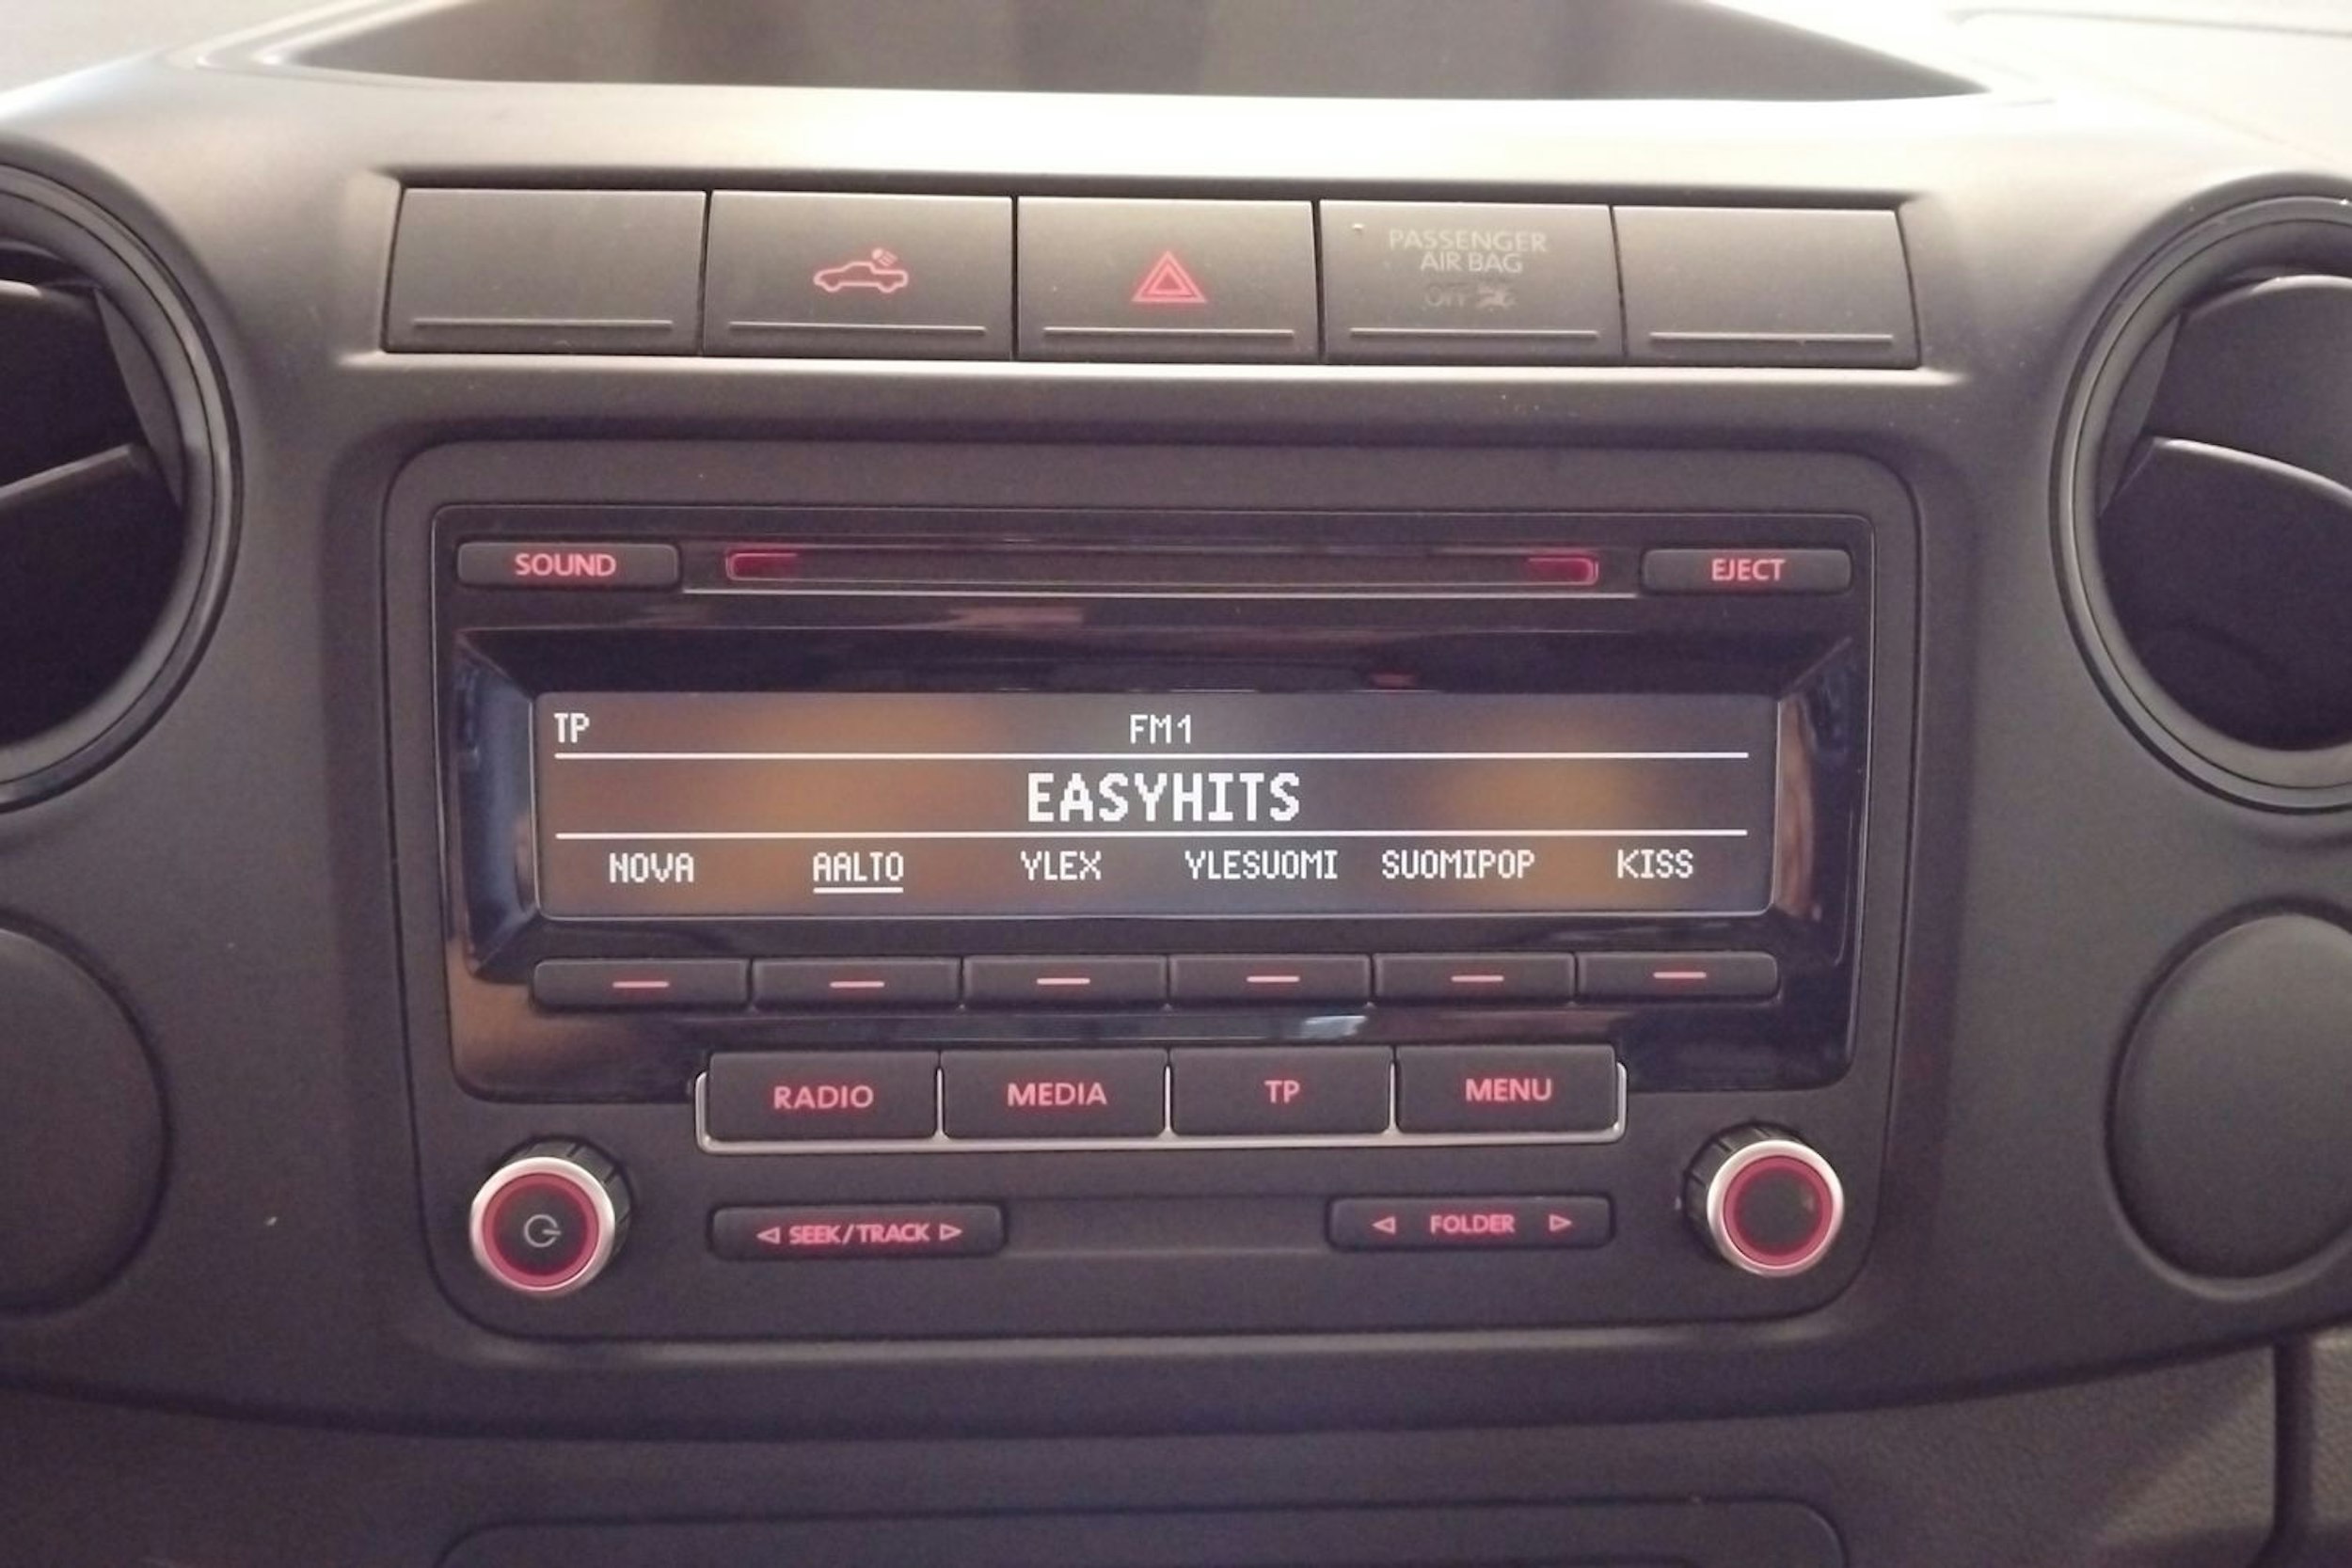 PASSENGER
AIR BAG
OFF
SOUND EJECT
TP FM1
EASYHITS
NOVA AALTO YLEX YLESUOMI SUOMIPOP KISS
RADIO MEDIA TP MENU
SEEK/TRACK FOLDER